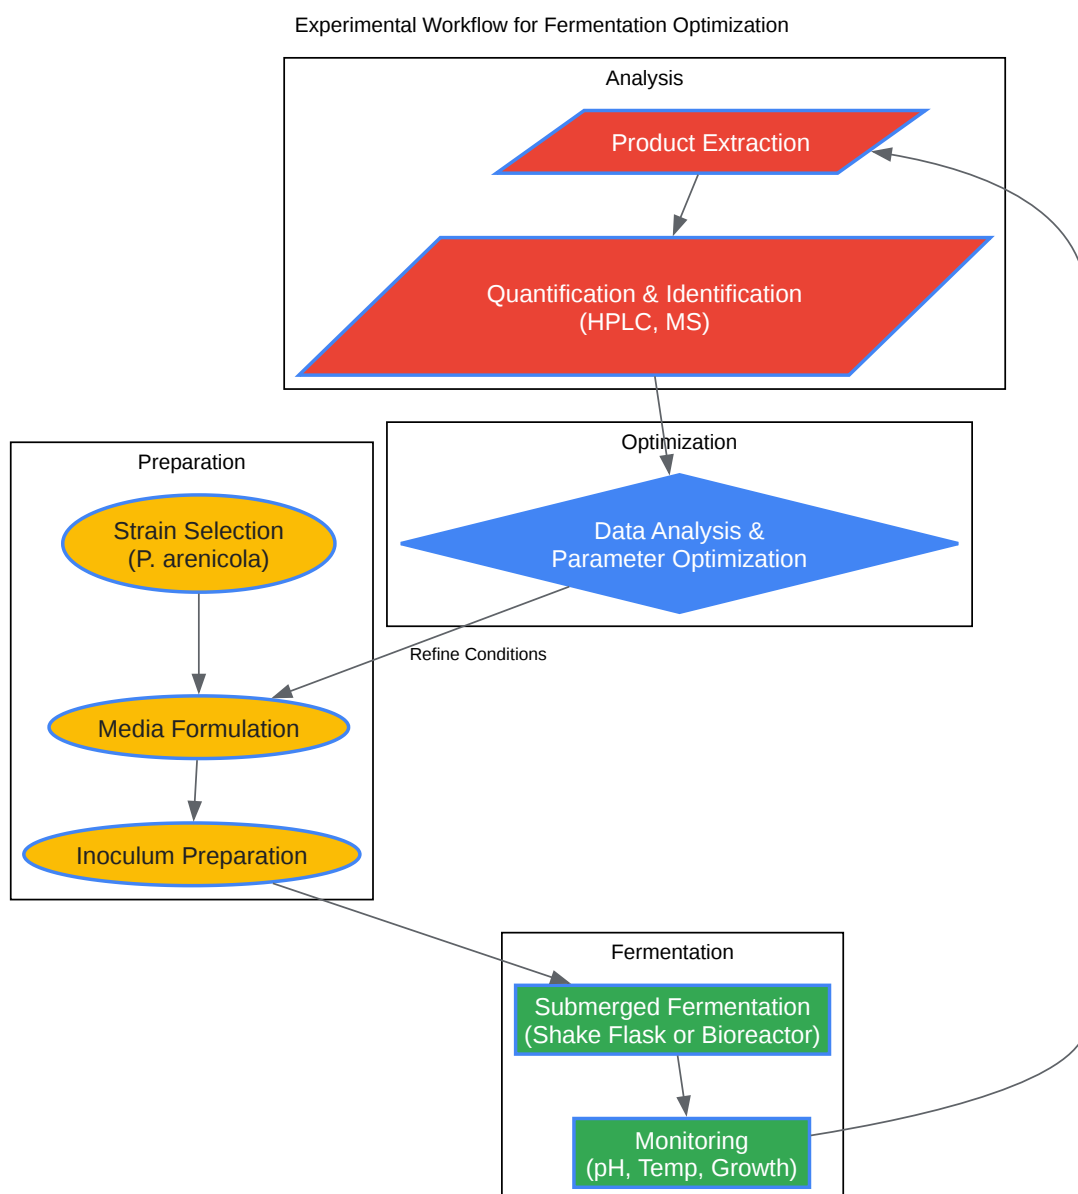 Experimental Workflow for Fermentation Optimization
Analysis
Product Extraction
Quantification & Identification
(HPLC, MS)
Optimization
Data Analysis &
Parameter Optimization
Preparation
Strain Selection
(P. arenicola)
Refine Conditions
Media Formulation
Inoculum Preparation
Fermentation
Submerged Fermentation
(Shake Flask or Bioreactor)
Monitoring
(pH, Temp, Growth)